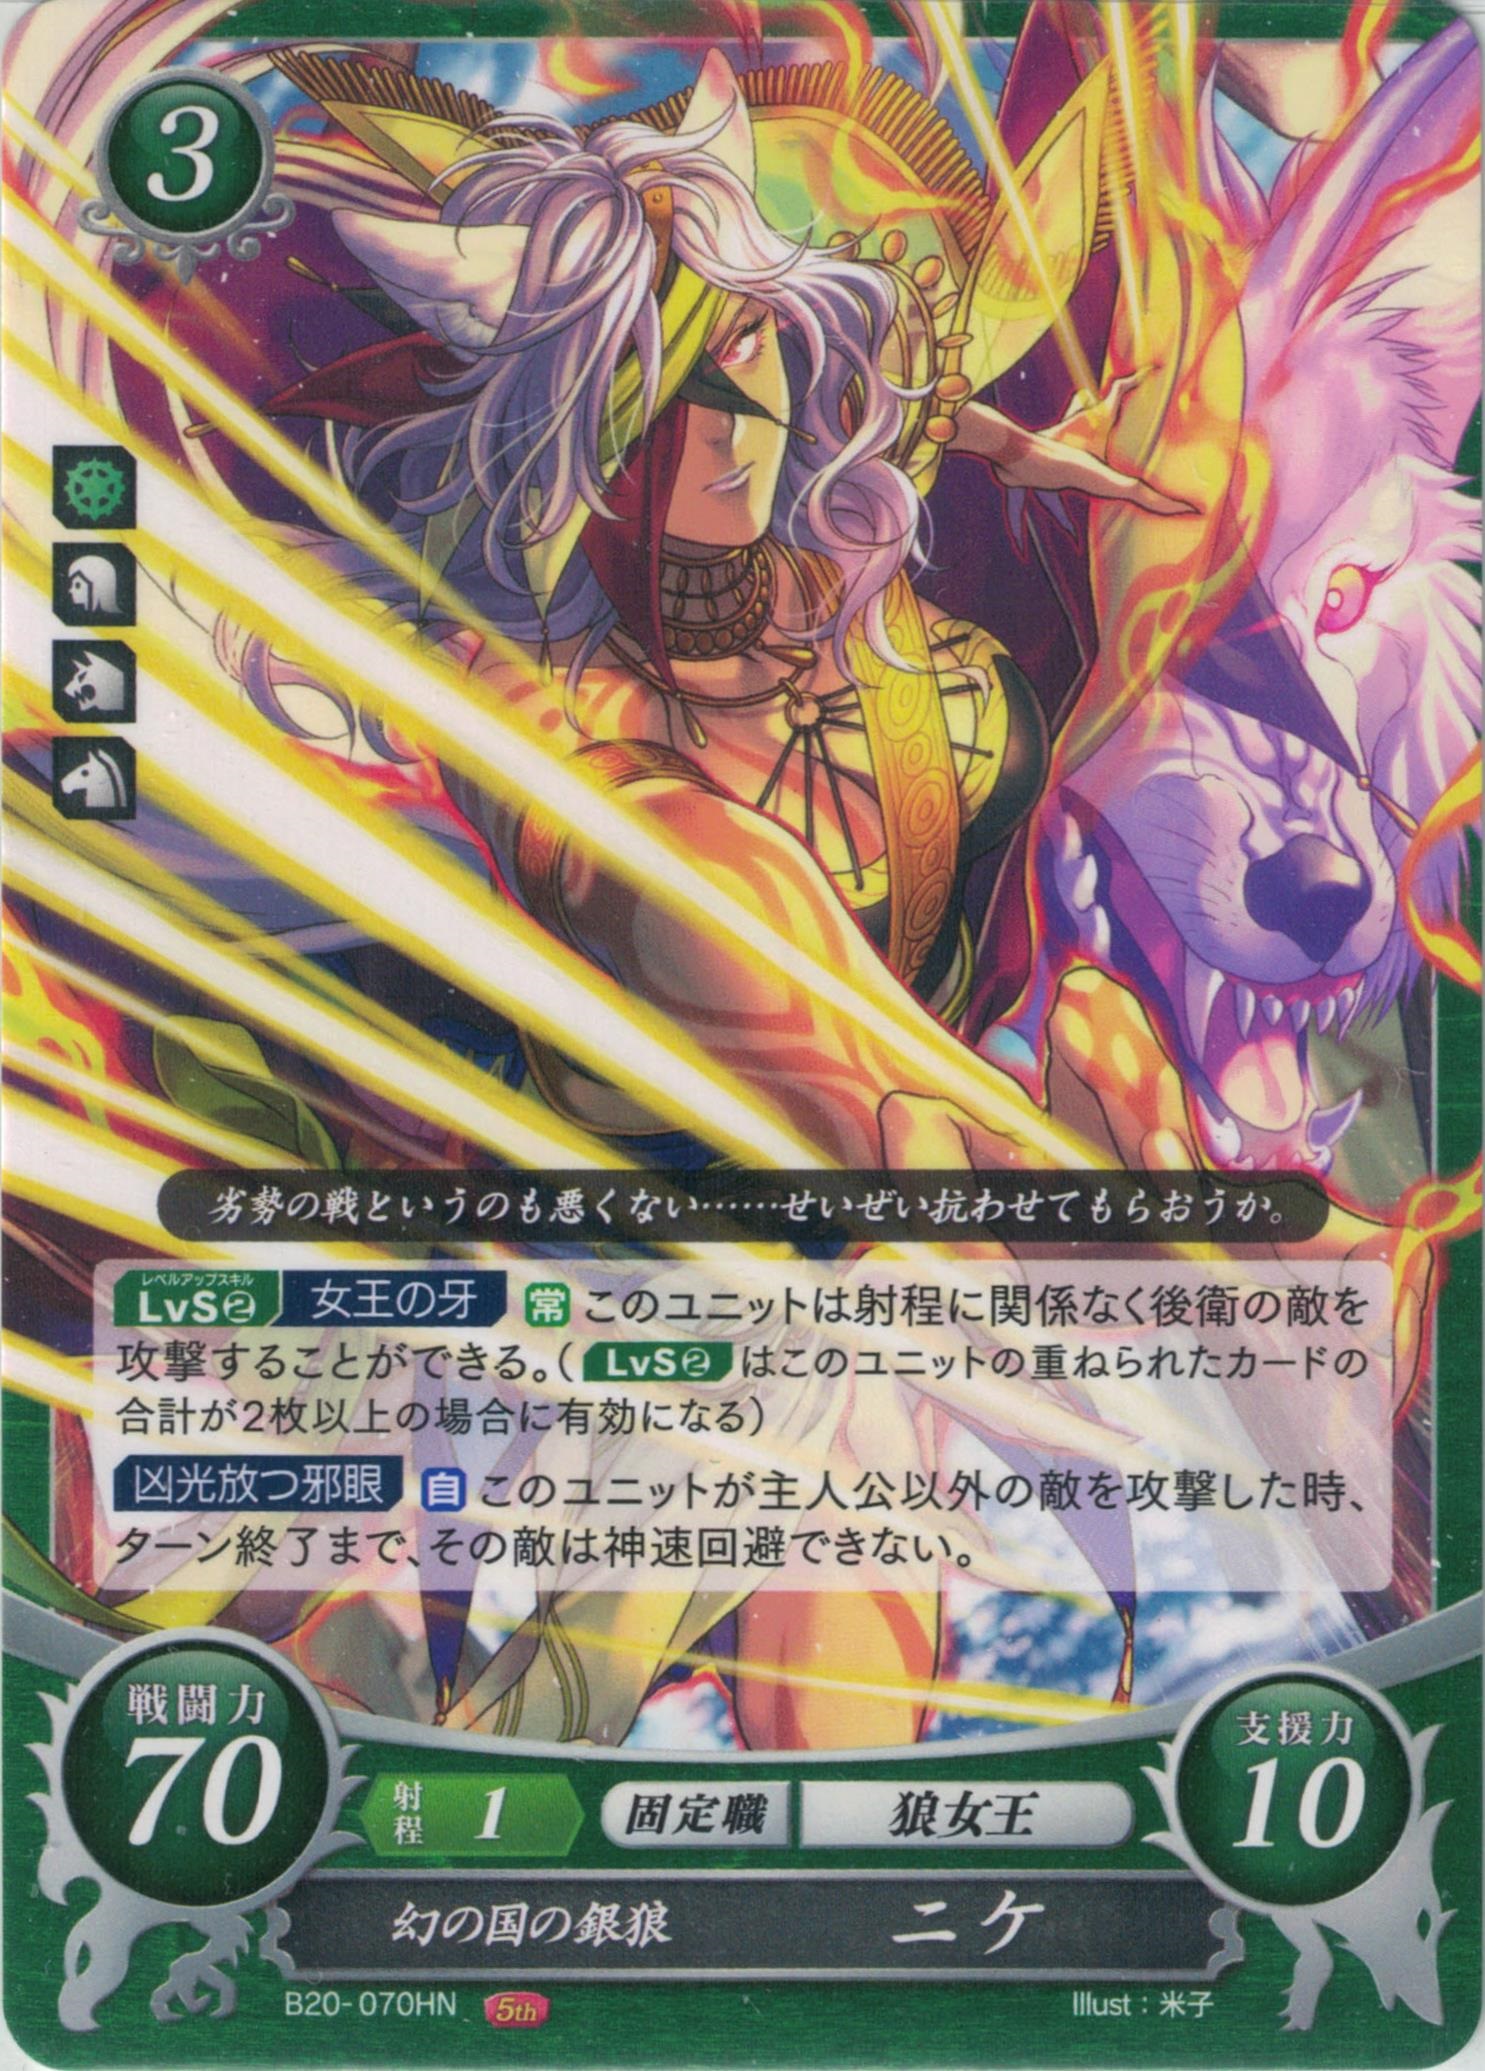 3
劣勢の戦というのも悪くない……せいぜい抗わせてもらおうか。
レベルアップスキル
LvS② 女王の牙 常 このユニットは射程に関係なく後衛の敵を
攻撃することができる。（LvS②はこのユニットの重ねられたカードの
合計が2枚以上の場合に有効になる）
凶光放つ邪眼 自 このユニットが主人公以外の敵を攻撃した時、
ターン終了まで、その敵は神速回避できない。
戦闘力
70
射程 1
固定職 狼女王
支援力
10
幻の国の銀狼 ニケ
B20-070HN 5th Illust：米子